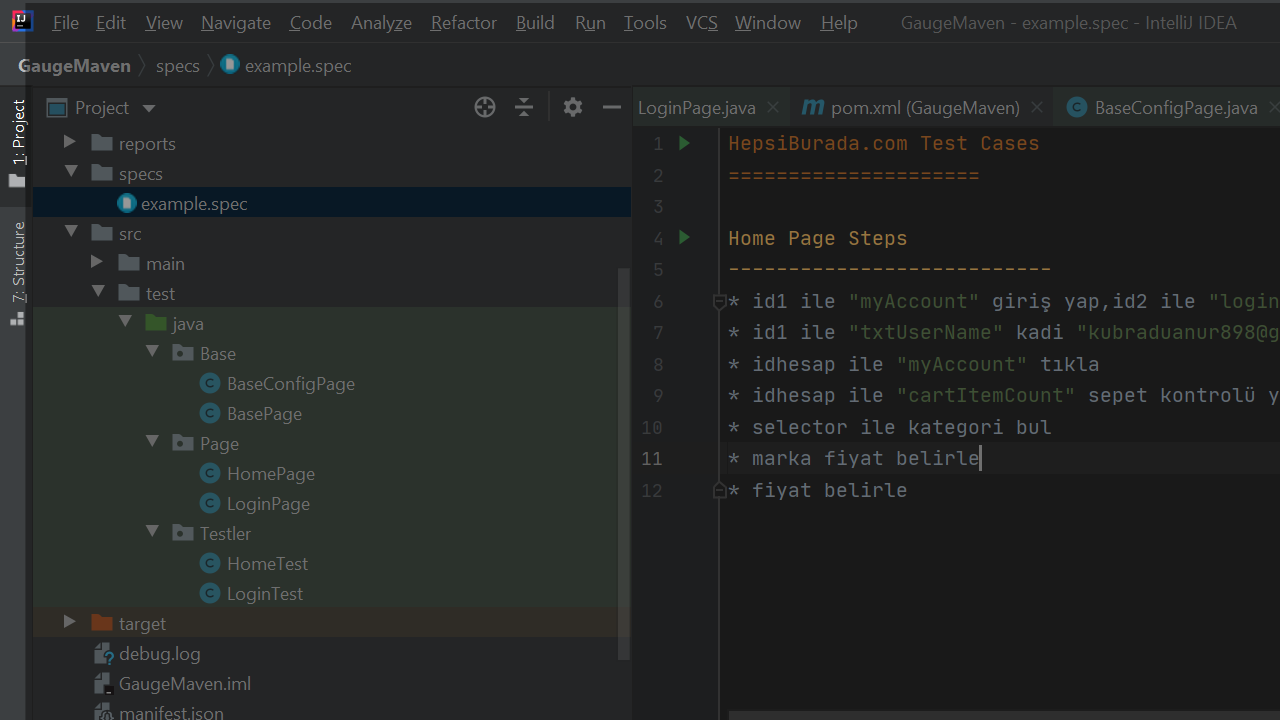 File Edit View Navigate Code Analyze Refactor Build Run Tools VCS Window Help GaugeMaven - example.spec - IntelliJ IDEA
GaugeMaven specs example.spec
1: Project
7: Structure
Project
reports
specs
example.spec
src
main
test
java
Base
BaseConfigPage
BasePage
Page
HomePage
LoginPage
Testler
HomeTest
LoginTest
target
debug.log
GaugeMaven.iml
manifest.json
LoginPage.java pom.xml (GaugeMaven) BaseConfigPage.java
1 HepsiBurada.com Test Cases
2 =====================
3
4 Home Page Steps
5 ---------------------------
6 * id1 ile "myAccount" giriş yap,id2 ile "login
7 * id1 ile "txtUserName" kadi "kubraduanur898@g
8 * idhesap ile "myAccount" tıkla
9 * idhesap ile "cartItemCount" sepet kontrolü y
10 * selector ile kategori bul
11 * marka fiyat belirle
12 * fiyat belirle